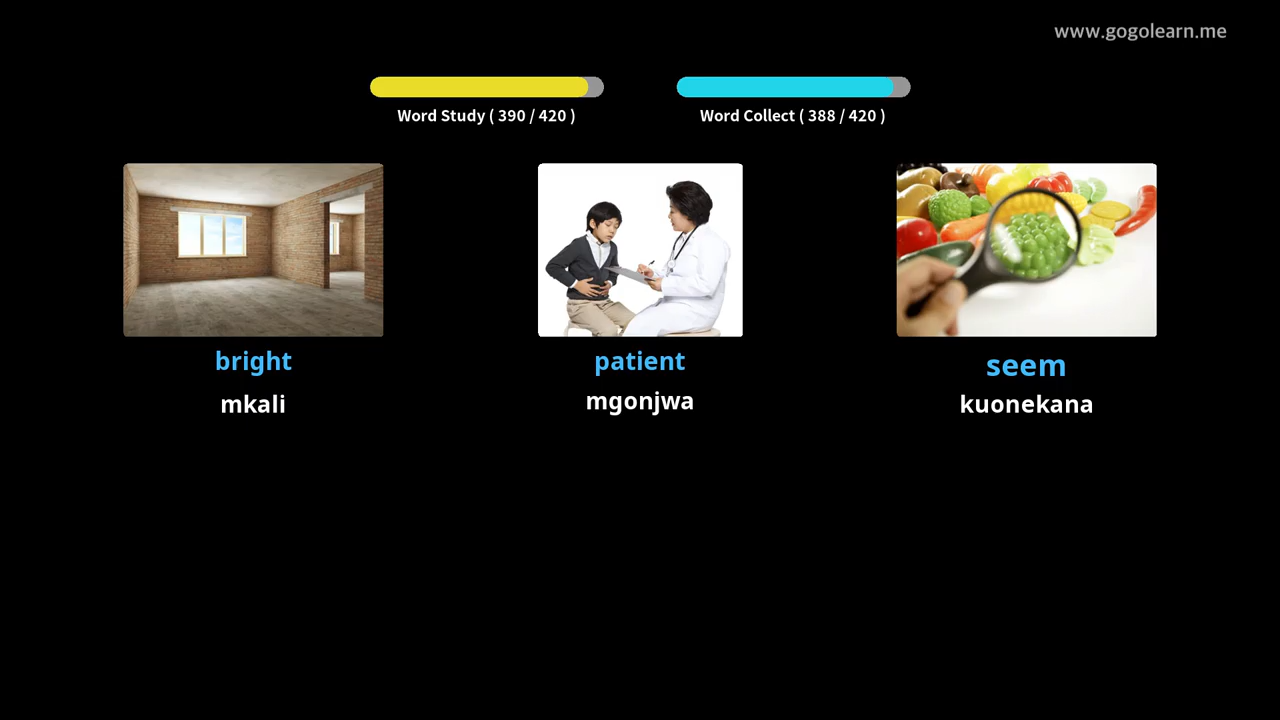 www.gogolearn.me
Word Study ( 390 / 420 )
Word Collect ( 388 / 420 )
bright
mkali
patient
mgonjwa
seem
kuonekana